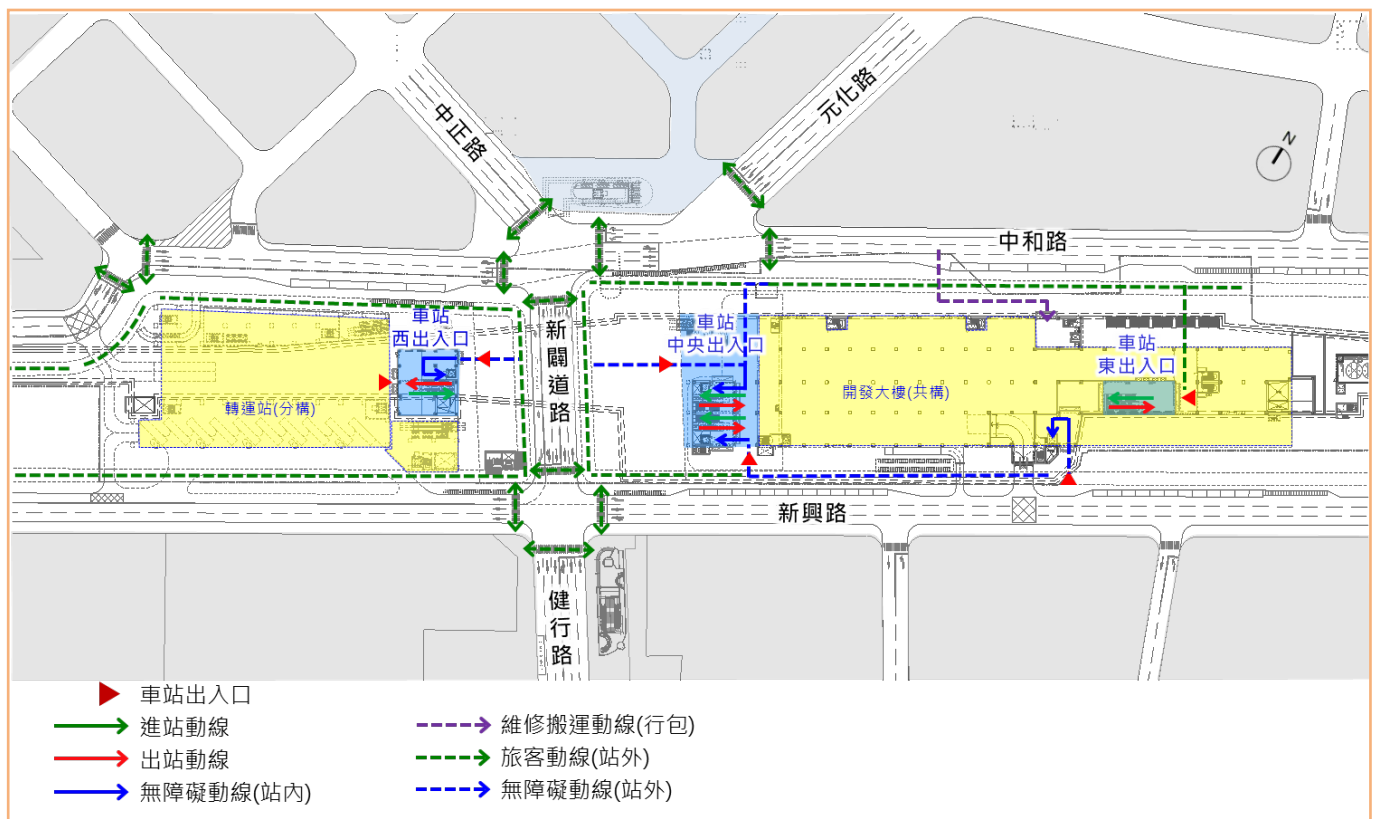 中正路
元化路
N
中和路
車站
西出入口
新闢道路
車站
中央出入口
車站
東出入口
轉運站(分構)
開發大樓(共構)
新興路
健行路
車站出入口
進站動線
出站動線
無障礙動線(站內)
維修搬運動線(行包)
旅客動線(站外)
無障礙動線(站外)